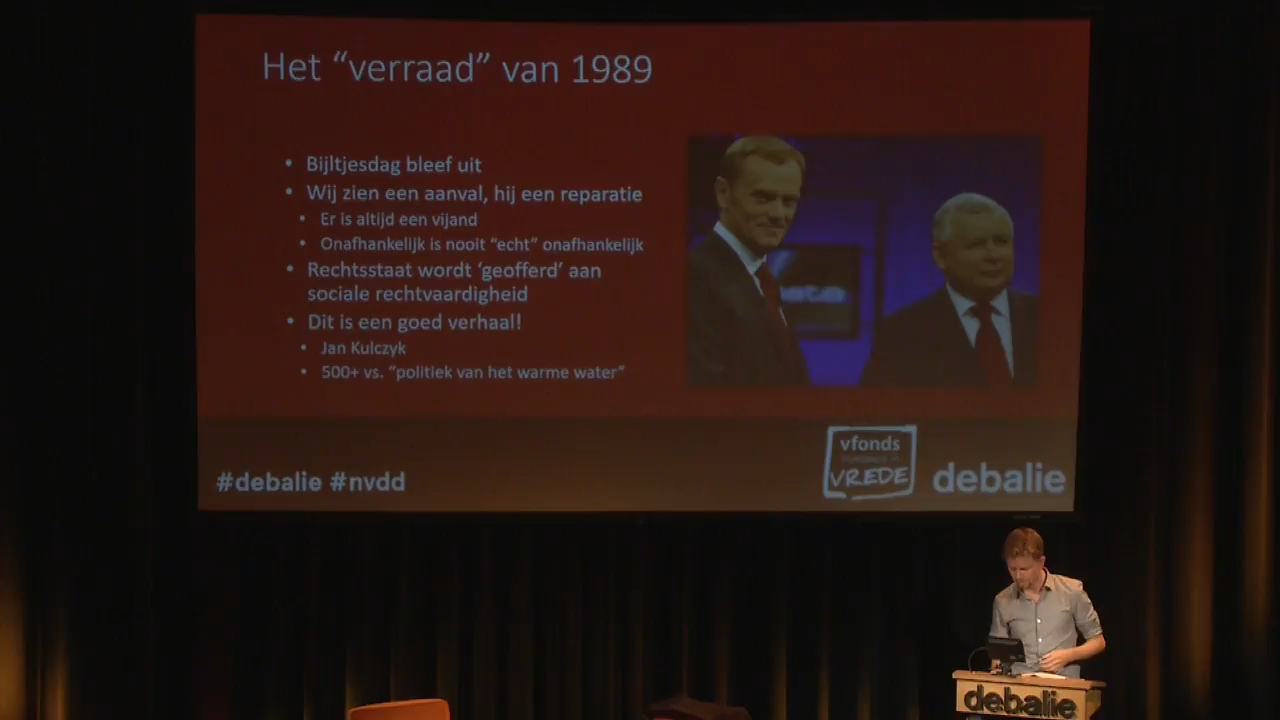 Het “verraad” van 1989
• Bijltjesdag bleef uit
• Wij zien een aanval, hij een reparatie
• Er is altijd een vijand
• Onafhankelijk is nooit “echt” onafhankelijk
• Rechtsstaat wordt ‘geofferd’ aan
sociale rechtvaardigheid
• Dit is een goed verhaal!
• Jan Kulczyk
• 500+ vs. “politiek van het warme water”
#debalie #nvdd
vfonds
VREDE
debalie
debalie